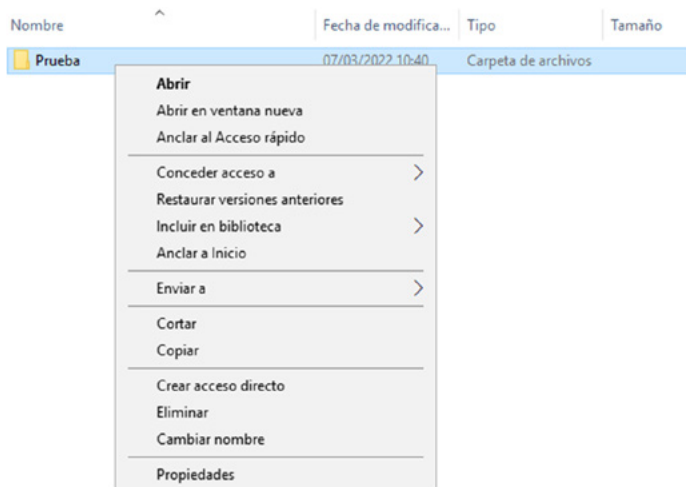 Nombre Fecha de modifica... Tipo Tamaño
Prueba 07/03/2022 10:40 Carpeta de archivos
Abrir
Abrir en ventana nueva
Anclar al Acceso rápido
Conceder acceso a
Restaurar versiones anteriores
Incluir en biblioteca
Anclar a Inicio
Enviar a
Cortar
Copiar
Crear acceso directo
Eliminar
Cambiar nombre
Propiedades